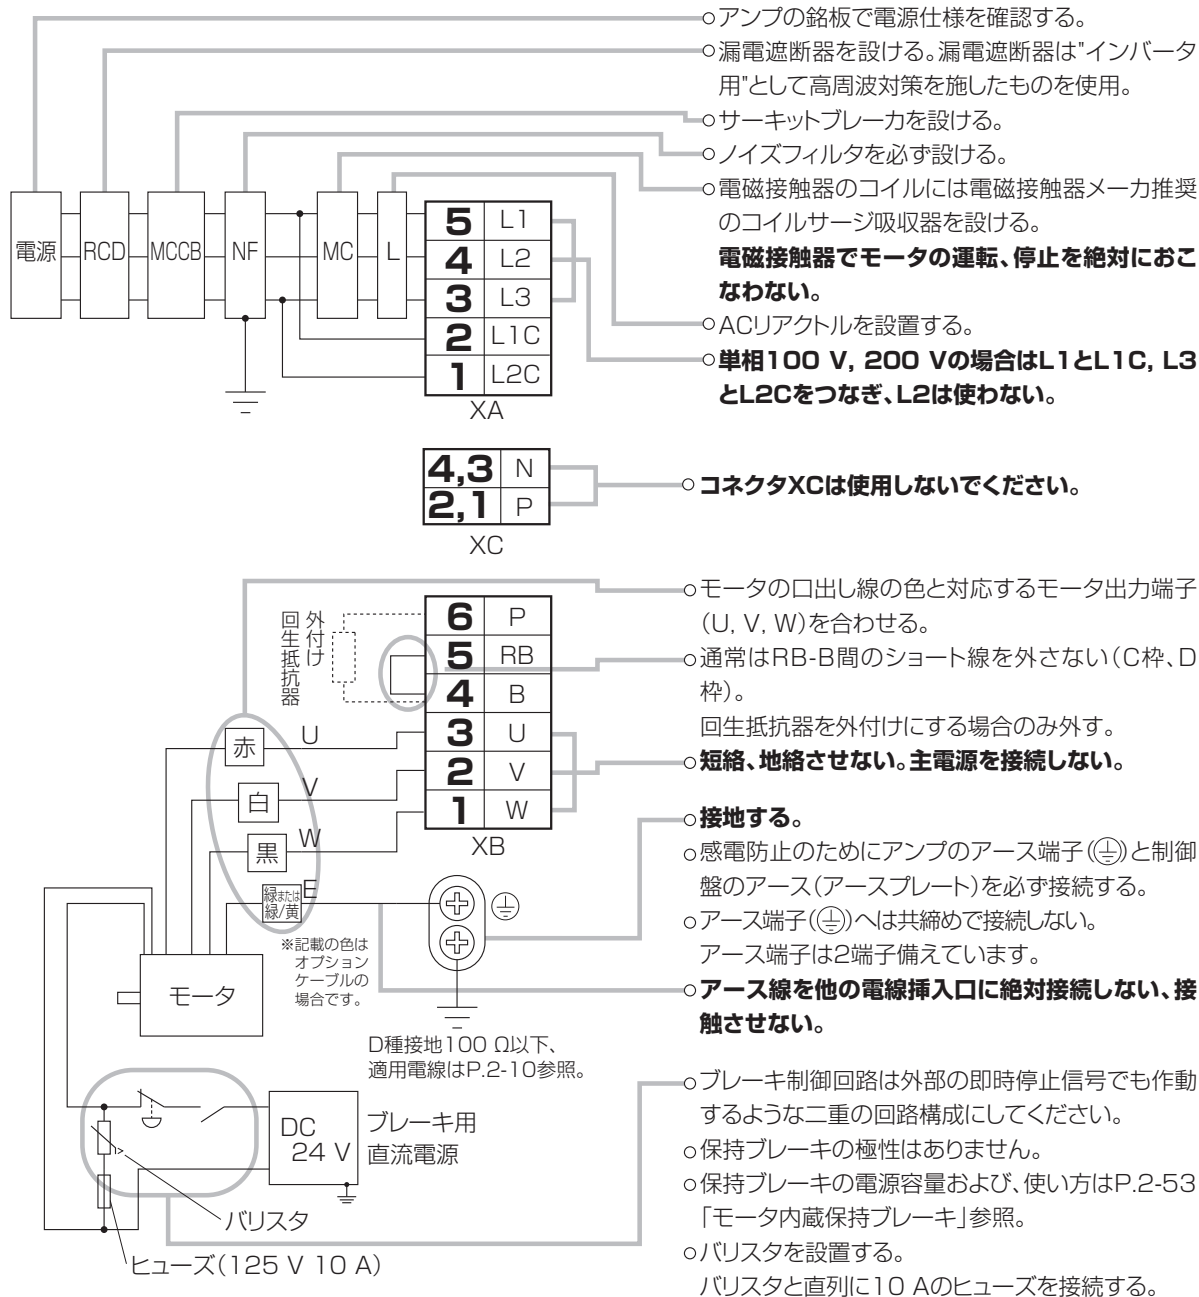 アンプの銘板で電源仕様を確認する。
漏電遮断器を設ける。漏電遮断器は"インバータ
用"として高周波対策を施したものを使用。
サーキットブレーカを設ける。
ノイズフィルタを必ず設ける。
電磁接触器のコイルには電磁接触器メーカ推奨
のコイルサージ吸収器を設ける。
電磁接触器でモータの運転、停止を絶対におこ
なわない。
ACリアクトルを設置する。
単相100 V, 200 Vの場合はL1とL1C, L3
とL2Cをつなぎ、L2は使わない。
電源 RCD MCCB NF MC L
5 L1
4 L2
3 L3
2 L1C
1 L2C
XA
4,3 N
2,1 P
XC
コネクタXCは使用しないでください。
モータの口出し線の色と対応するモータ出力端子
(U, V, W)を合わせる。
通常はRB-B間のショート線を外さない(C枠、D
枠)。
回生抵抗器を外付けにする場合のみ外す。
短絡、地絡させない。主電源を接続しない。
外付け
回生抵抗器
6 P
5 RB
4 B
3 U
2 V
1 W
XB
赤 U
白 V
黒 W
緑または
緑/黄
E
※記載の色は
オプション
ケーブルの
場合です。
モータ
接地する。
感電防止のためにアンプのアース端子(⏚)と制御
盤のアース(アースプレート)を必ず接続する。
アース端子(⏚)へは共締めで接続しない。
アース端子は2端子備えています。
アース線を他の電線挿入口に絶対接続しない、接
触させない。
D種接地100 Ω以下、
適用電線はP.2-10参照。
DC
24 V
ブレーキ用
直流電源
バリスタ
ヒューズ(125 V 10 A)
ブレーキ制御回路は外部の即時停止信号でも作動
するような二重の回路構成にしてください。
保持ブレーキの極性はありません。
保持ブレーキの電源容量および、使い方はP.2-53
「モータ内蔵保持ブレーキ」参照。
バリスタを設置する。
バリスタと直列に10 Aのヒューズを接続する。